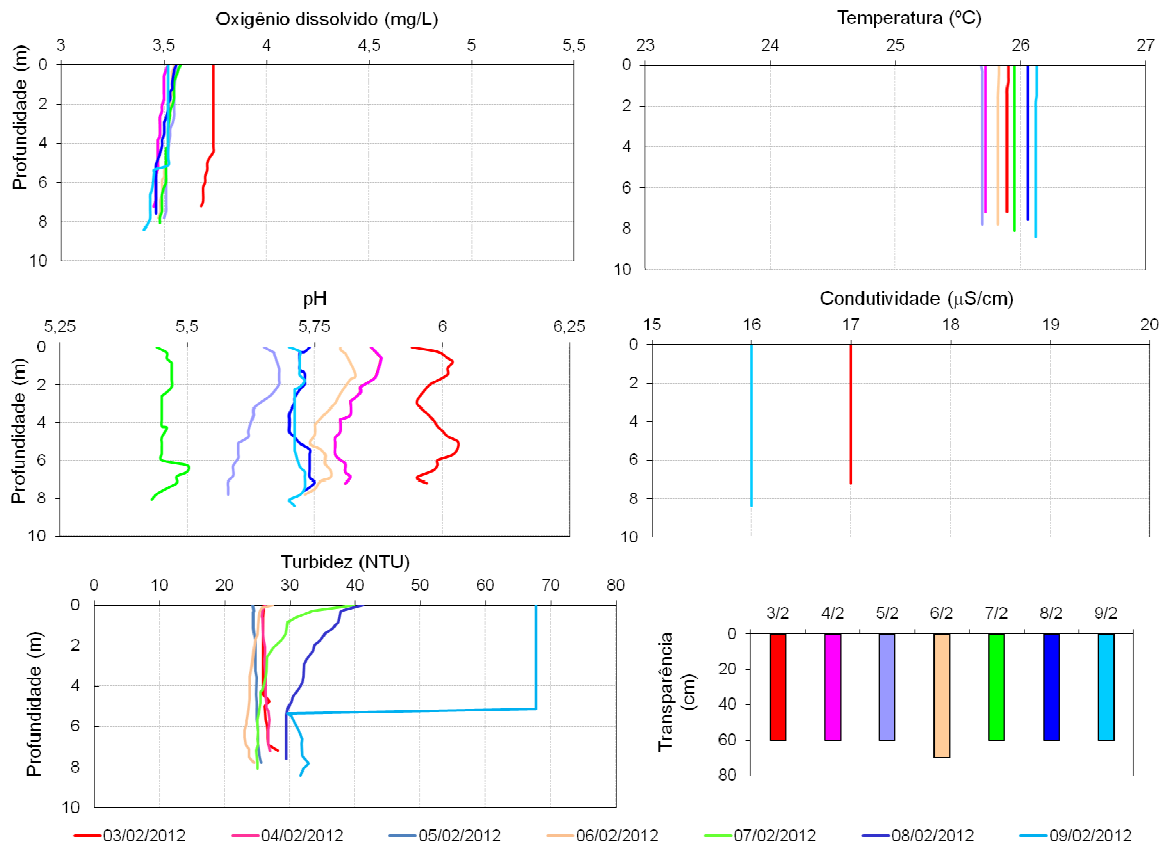 Oxigênio dissolvido (mg/L)
3 3,5 4 4,5 5 5,5
Profundidade (m)
0
2
4
6
8
10
Temperatura (ºC)
23 24 25 26 27
Profundidade (m)
0
2
4
6
8
10
pH
5,25 5,5 5,75 6 6,25
Profundidade (m)
0
2
4
6
8
10
Condutividade (µS/cm)
15 16 17 18 19 20
Profundidade (m)
0
2
4
6
8
10
Turbidez (NTU)
0 10 20 30 40 50 60 70 80
Profundidade (m)
0
2
4
6
8
10
3/2 4/2 5/2 6/2 7/2 8/2 9/2
Transparência
(cm)
0
20
40
60
80
03/02/2012 04/02/2012 05/02/2012 06/02/2012 07/02/2012 08/02/2012 09/02/2012